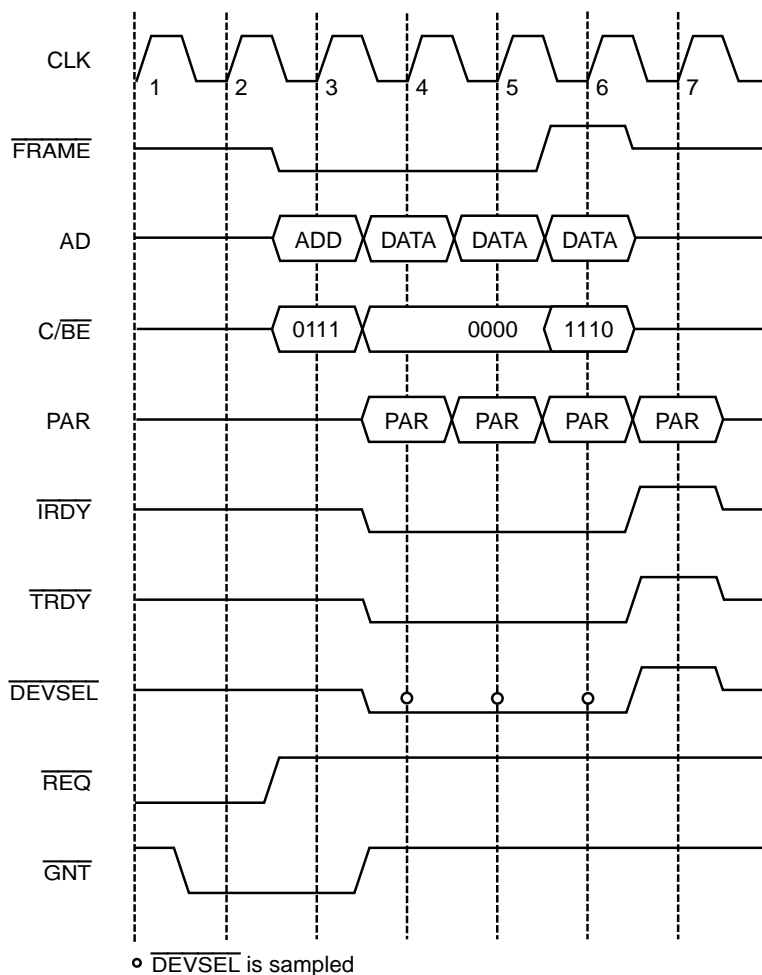 CLK
1 2 3 4 5 6 7
FRAME
AD ADD DATA DATA DATA
C/BE 0111 0000 1110
PAR PAR PAR PAR PAR
IRDY
TRDY
DEVSEL
REQ
GNT
DEVSEL is sampled